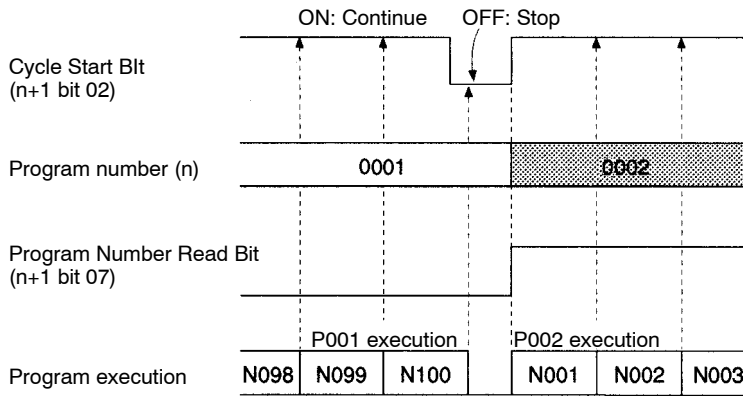 ON: Continue OFF: Stop
Cycle Start BIt
(n+1 bit 02)
Program number (n) 0001 0002
Program Number Read Bit
(n+1 bit 07)
P001 execution P002 execution
Program execution N098 N099 N100 N001 N002 N003